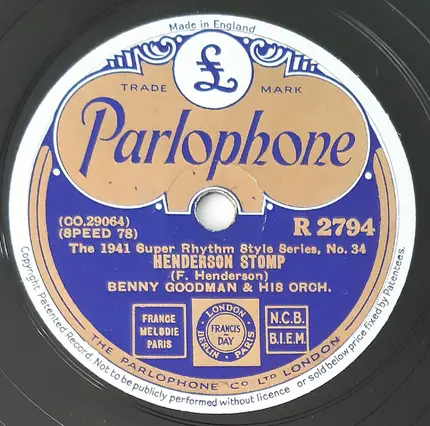 Made in England
£
TRADE MARK
Parlophone
(CO.29064)
(SPEED 78)
R 2794
The 1941 Super Rhythm Style Series, No. 34
HENDERSON STOMP
(F. Henderson)
BENNY GOODMAN & HIS ORCH.
FRANCE
MELODIE
PARIS
LONDON
FRANCIS
DAY
BERLIN · PARIS
N.C.B.
B.I.E.M.
THE PARLOPHONE CO LTD LONDON
Copyright Patented Record. Not to be publicly performed without licence or sold below price fixed by Patentees.